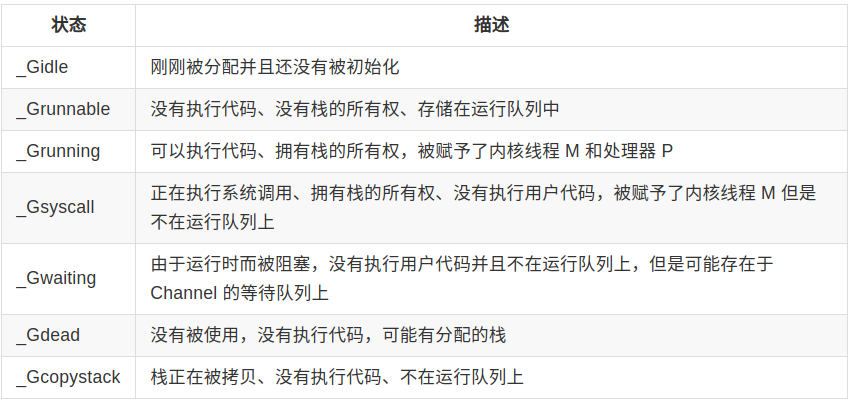 状态 描述
_Gidle 刚刚被分配并且还没有被初始化
_Grunnable 没有执行代码、没有栈的所有权、存储在运行队列中
_Grunning 可以执行代码、拥有栈的所有权，被赋予了内核线程 M 和处理器 P
_Gsyscall 正在执行系统调用、拥有栈的所有权、没有执行用户代码，被赋予了内核线程 M 但是
不在运行队列上
_Gwaiting 由于运行时而被阻塞，没有执行用户代码并且不在运行队列上，但是可能存在于
Channel 的等待队列上
_Gdead 没有被使用，没有执行代码，可能有分配的栈
_Gcopystack 栈正在被拷贝、没有执行代码、不在运行队列上